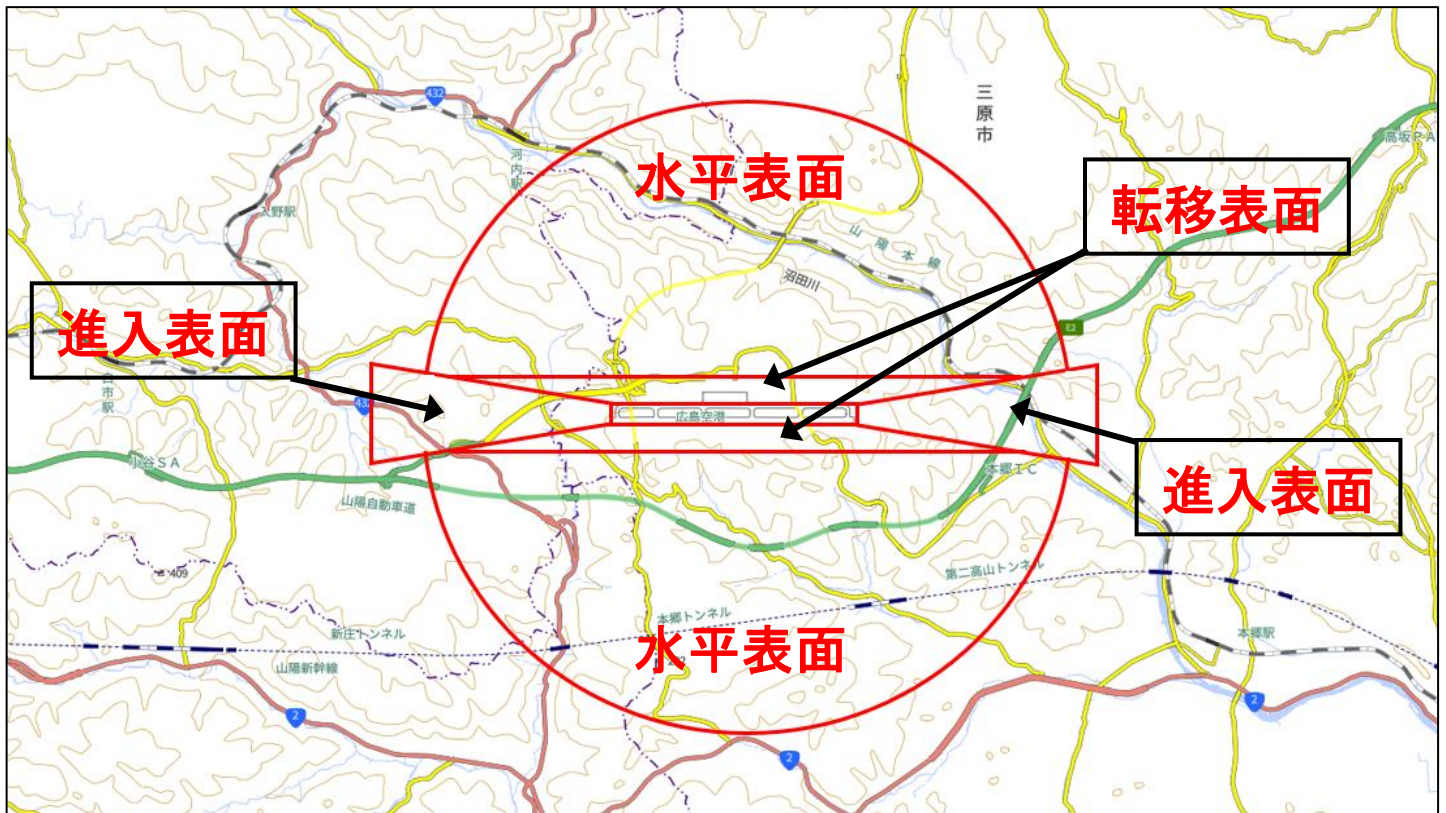 432
三原市
高坂PA
水平表面
河内駅
転移表面
入野駅
山陽本線
沼田川
進入表面
E2
白市駅
432
広島空港
進入表面
小谷SA
本郷IC
山陽自動車道
409
第二高山トンネル
本郷トンネル
新庄トンネル
水平表面
本郷駅
山陽新幹線
2
2
2